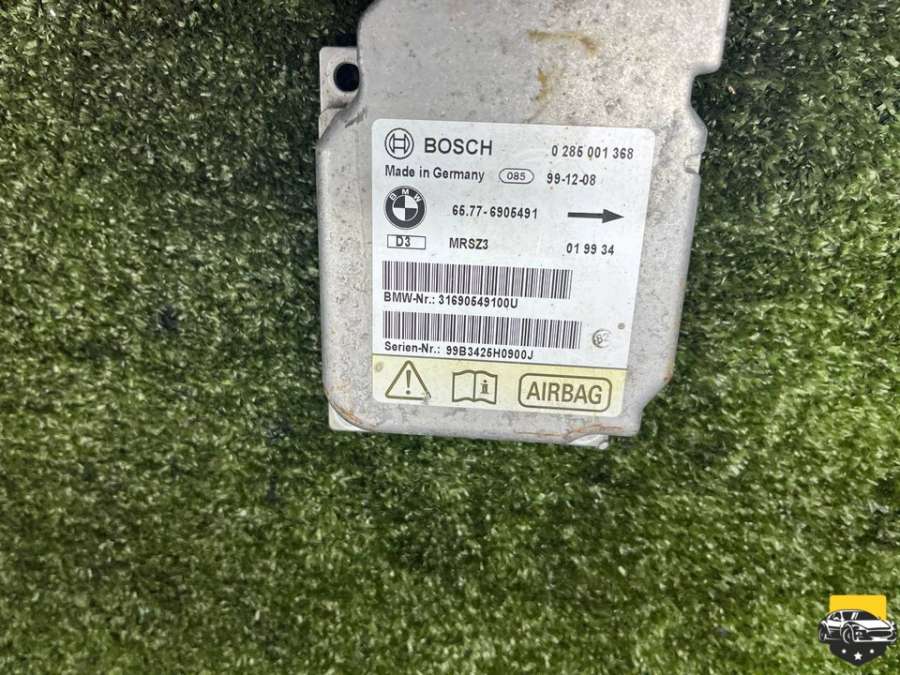 BOSCH 0 285 001 368
Made in Germany 085 99-12-08
BMW 65.77-6905491
D3 MRSZ3 01 99 34
BMW-Nr.: 31690549100U
Serien-Nr.: 99B3425H0900J
AIRBAG